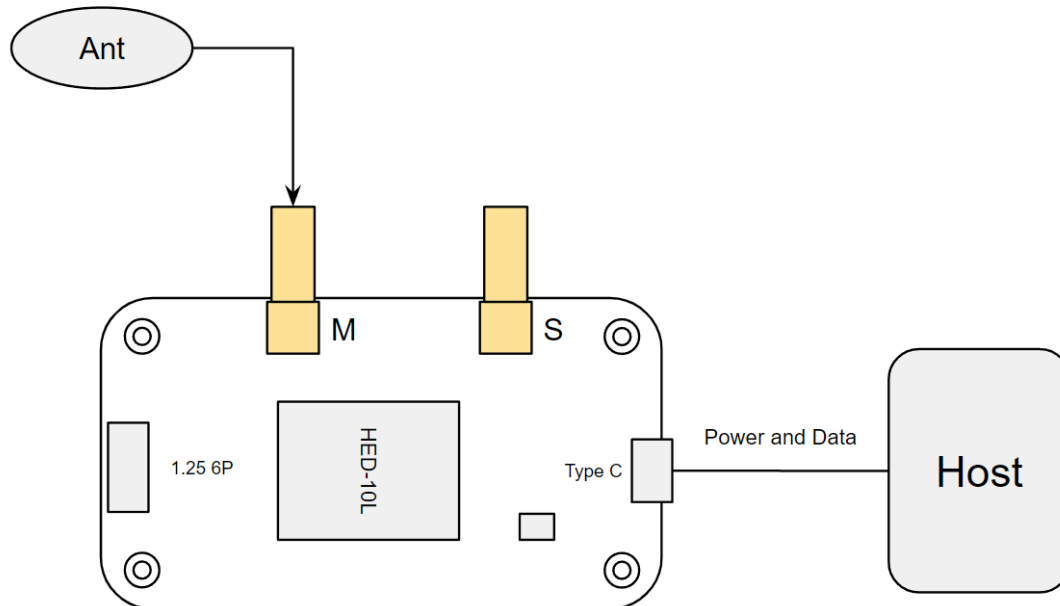 Ant
M
S
HED-10L
1.25 6P
Type C
Power and Data
Host